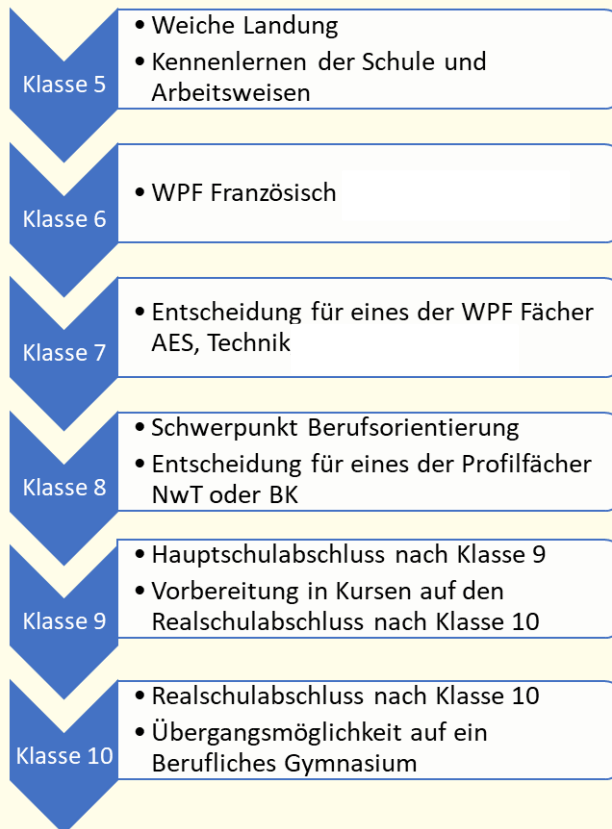 Klasse 5
• Weiche Landung
• Kennenlernen der Schule und
Arbeitsweisen
Klasse 6
• WPF Französisch
Klasse 7
• Entscheidung für eines der WPF Fächer
AES, Technik
Klasse 8
• Schwerpunkt Berufsorientierung
• Entscheidung für eines der Profilfächer
NwT oder BK
Klasse 9
• Hauptschulabschluss nach Klasse 9
• Vorbereitung in Kursen auf den
Realschulabschluss nach Klasse 10
Klasse 10
• Realschulabschluss nach Klasse 10
• Übergangsmöglichkeit auf ein
Berufliches Gymnasium